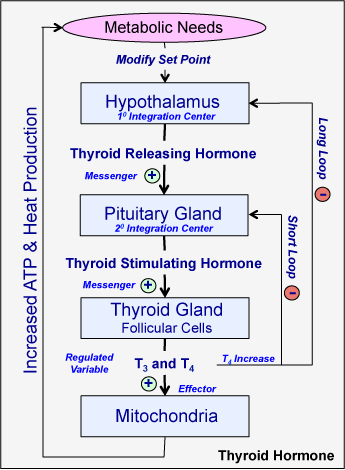 Metabolic Needs
Modify Set Point
Hypothalamus
1⁰ Integration Center
Thyroid Releasing Hormone
Messenger +
Pituitary Gland
2⁰ Integration Center
Thyroid Stimulating Hormone
Messenger +
Thyroid Gland
Follicular Cells
Regulated
Variable
T₃ and T₄
T₄ Increase
+
Effector
Mitochondria
Increased ATP & Heat Production
Short Loop
-
Long Loop
-
Thyroid Hormone